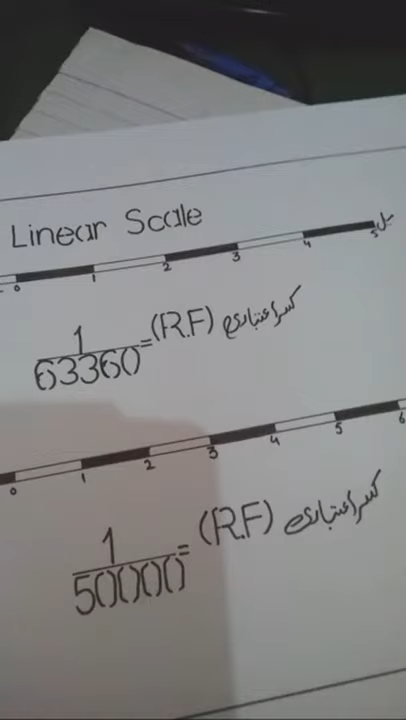 Linear Scale
0 1 2 3 4 5 میل
1/63360 = (R.F) کسر اعتباری
0 1 2 3 4 5 6
1/50000 = (R.F) کسر اعتباری